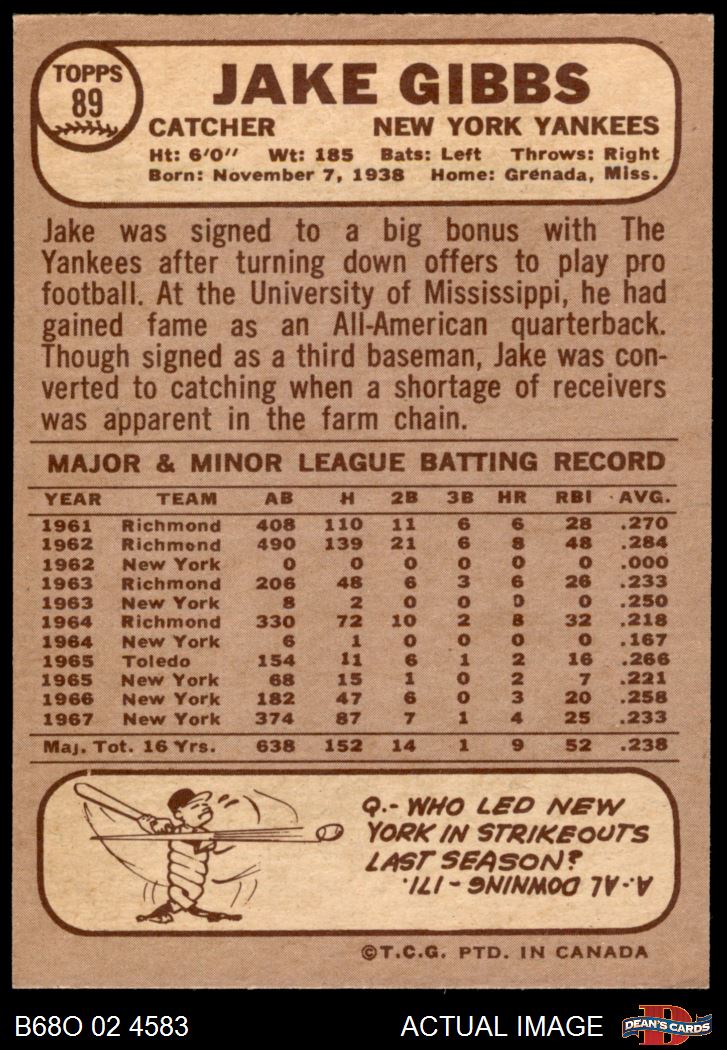 TOPPS
89
JAKE GIBBS
CATCHER NEW YORK YANKEES
Ht: 6'0" Wt: 185 Bats: Left Throws: Right
Born: November 7, 1938 Home: Grenada, Miss.
Jake was signed to a big bonus with The
Yankees after turning down offers to play pro
football. At the University of Mississippi, he had
gained fame as an All-American quarterback.
Though signed as a third baseman, Jake was con-
verted to catching when a shortage of receivers
was apparent in the farm chain.
MAJOR & MINOR LEAGUE BATTING RECORD
YEAR TEAM AB H 2B 3B HR RBI AVG.
1961 Richmond 408 110 11 6 6 28 .270
1962 Richmond 490 139 21 6 8 48 .284
1962 New York 0 0 0 0 0 0 .000
1963 Richmond 206 48 6 3 6 26 .233
1963 New York 8 2 0 0 0 0 .250
1964 Richmond 330 72 10 2 8 32 .218
1964 New York 6 1 0 0 0 0 .167
1965 Toledo 154 11 6 1 2 16 .266
1965 New York 68 15 1 0 2 7 .221
1966 New York 182 47 6 0 3 20 .258
1967 New York 374 87 7 1 4 25 .233
Maj. Tot. 16 Yrs. 638 152 14 1 9 52 .238
Q.- WHO LED NEW
YORK IN STRIKEOUTS
LAST SEASON?
A.- AL DOWNING - 171.
©T.C.G. PTD. IN CANADA
B68O 02 4583 ACTUAL IMAGE
D
DEAN'S CARDS